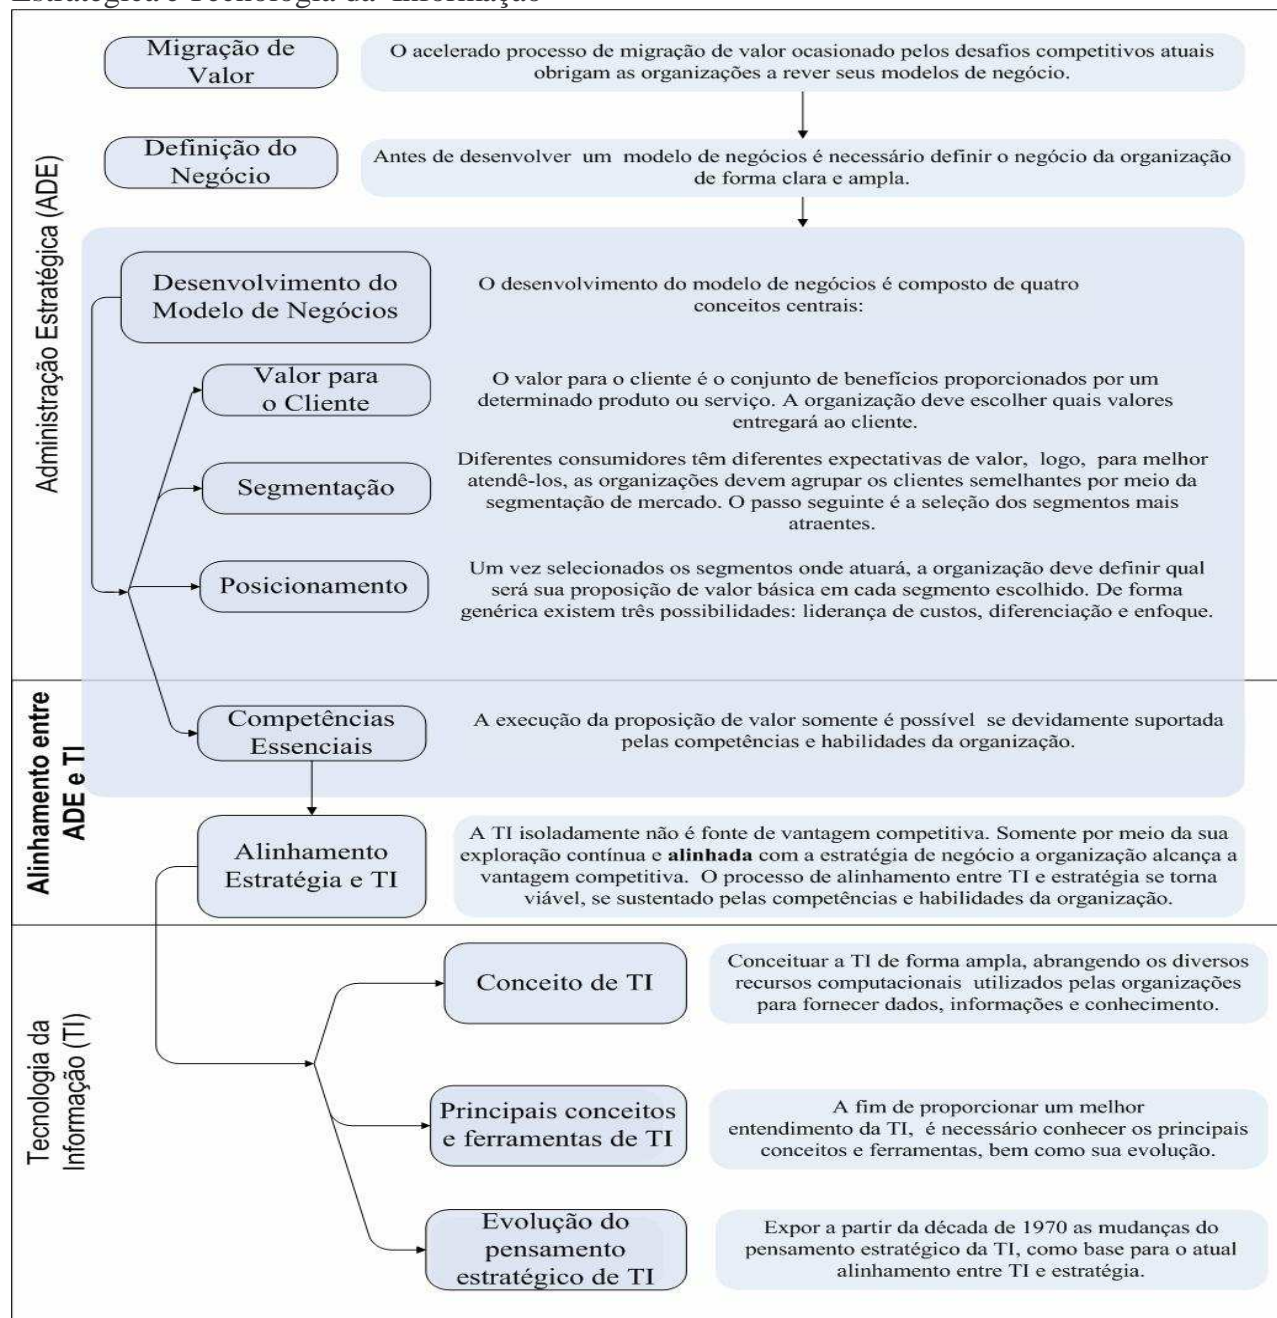 Estratégica e Tecnologia da Informação
Migração de
Valor
O acelerado processo de migração de valor ocasionado pelos desafios competitivos atuais
obrigam as organizações a rever seus modelos de negócio.
Administração Estratégica (ADE)
Definição do
Negócio
Antes de desenvolver um modelo de negócios é necessário definir o negócio da organização
de forma clara e ampla.
Desenvolvimento do
Modelo de Negócios
O desenvolvimento do modelo de negócios é composto de quatro
conceitos centrais:
Valor para
o Cliente
O valor para o cliente é o conjunto de benefícios proporcionados por um
determinado produto ou serviço. A organização deve escolher quais valores
entregará ao cliente.
Segmentação
Diferentes consumidores têm diferentes expectativas de valor, logo, para melhor
atendê-los, as organizações devem agrupar os clientes semelhantes por meio da
segmentação de mercado. O passo seguinte é a seleção dos segmentos mais
atraentes.
Posicionamento
Um vez selecionados os segmentos onde atuará, a organização deve definir qual
será sua proposição de valor básica em cada segmento escolhido. De forma
genérica existem três possibilidades: liderança de custos, diferenciação e enfoque.
Alinhamento entre
ADE e TI
Competências
Essenciais
A execução da proposição de valor somente é possível se devidamente suportada
pelas competências e habilidades da organização.
Alinhamento
Estratégia e TI
A TI isoladamente não é fonte de vantagem competitiva. Somente por meio da sua
exploração contínua e alinhada com a estratégia de negócio a organização alcança a
vantagem competitiva. O processo de alinhamento entre TI e estratégia se torna
viável, se sustentado pelas competências e habilidades da organização.
Tecnologia da
Informação (TI)
Conceito de TI
Conceituar a TI de forma ampla, abrangendo os diversos
recursos computacionais utilizados pelas organizações
para fornecer dados, informações e conhecimento.
Principais conceitos
e ferramentas de TI
A fim de proporcionar um melhor
entendimento da TI, é necessário conhecer os principais
conceitos e ferramentas, bem como sua evolução.
Evolução do
pensamento
estratégico de TI
Expor a partir da década de 1970 as mudanças do
pensamento estratégico da TI, como base para o atual
alinhamento entre TI e estratégia.